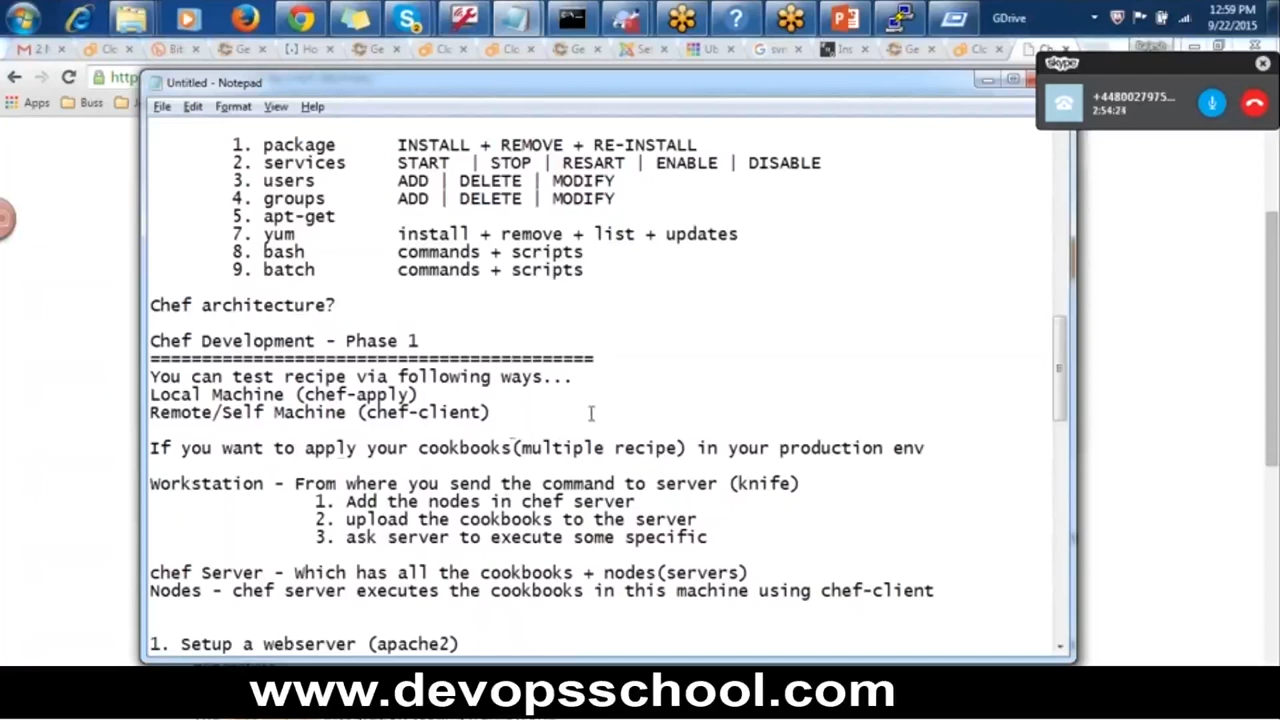 GDrive
12:59 PM
9/22/2015
http
Apps Buss
skype
+4480027975...
2:54:24
Untitled - Notepad
File Edit Format View Help
1. package INSTALL + REMOVE + RE-INSTALL
2. services START | STOP | RESART | ENABLE | DISABLE
3. users ADD | DELETE | MODIFY
4. groups ADD | DELETE | MODIFY
5. apt-get
7. yum install + remove + list + updates
8. bash commands + scripts
9. batch commands + scripts
Chef architecture?
Chef Development - Phase 1
====================================================
You can test recipe via following ways...
Local Machine (chef-apply)
Remote/Self Machine (chef-client)
If you want to apply your cookbooks(multiple recipe) in your production env
Workstation - From where you send the command to server (knife)
1. Add the nodes in chef server
2. upload the cookbooks to the server
3. ask server to execute some specific
chef Server - Which has all the cookbooks + nodes(servers)
Nodes - chef server executes the cookbooks in this machine using chef-client
1. Setup a webserver (apache2)
www.devopsschool.com